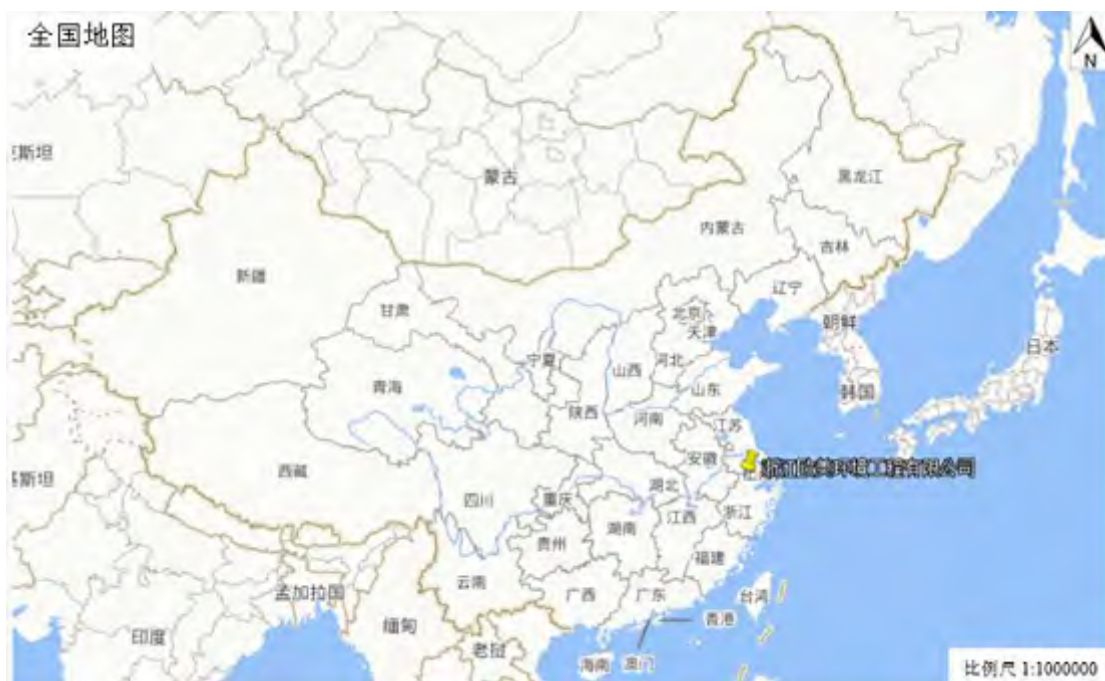 全国地图
N
克斯坦
蒙古
黑龙江
内蒙古
吉林
新疆
辽宁
甘肃
北京
天津
朝鲜
日本
宁夏
山西
河北
青海
山东
韩国
陕西
河南
江苏
基斯坦
西藏
安徽
四川
重庆
湖北
浙江
江西
湖南
贵州
福建
云南
孟加拉国
广西
广东
台湾
缅甸
香港
印度
老挝
海南
澳门
比例尺 1:1000000